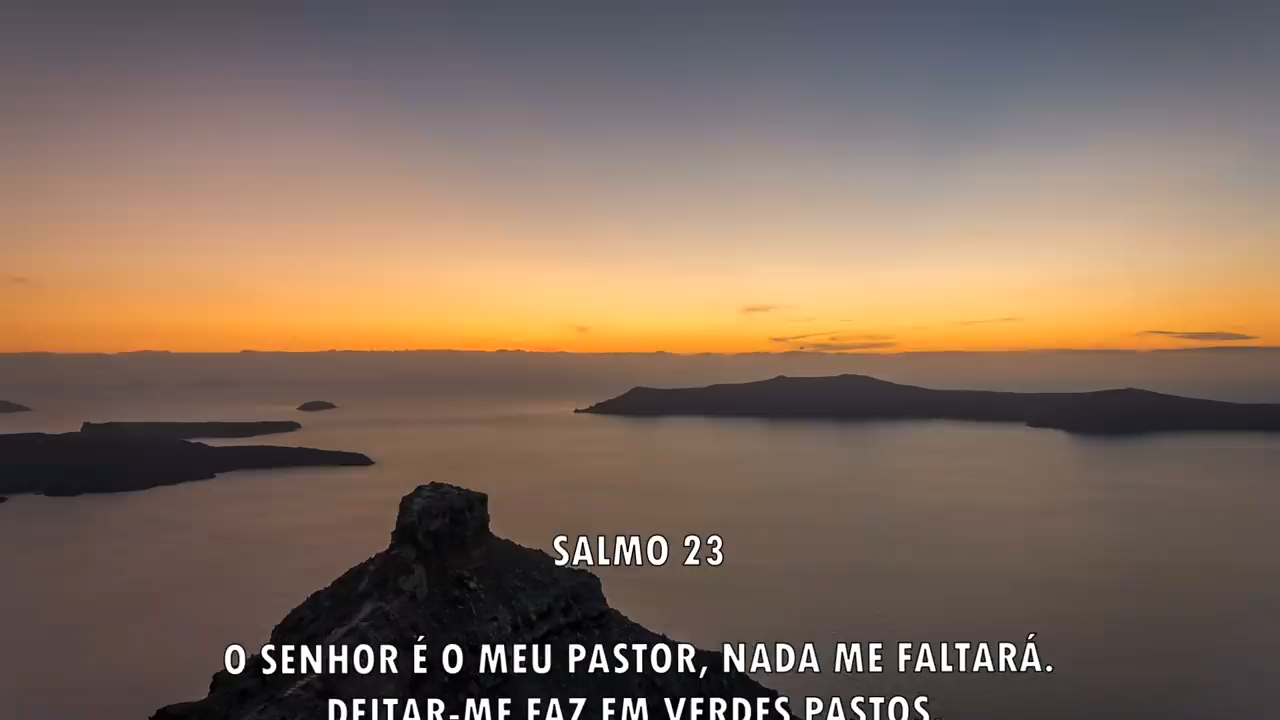 SALMO 23
O SENHOR É O MEU PASTOR, NADA ME FALTARÁ.
DEITAR-ME FAZ EM VERDES PASTOS,